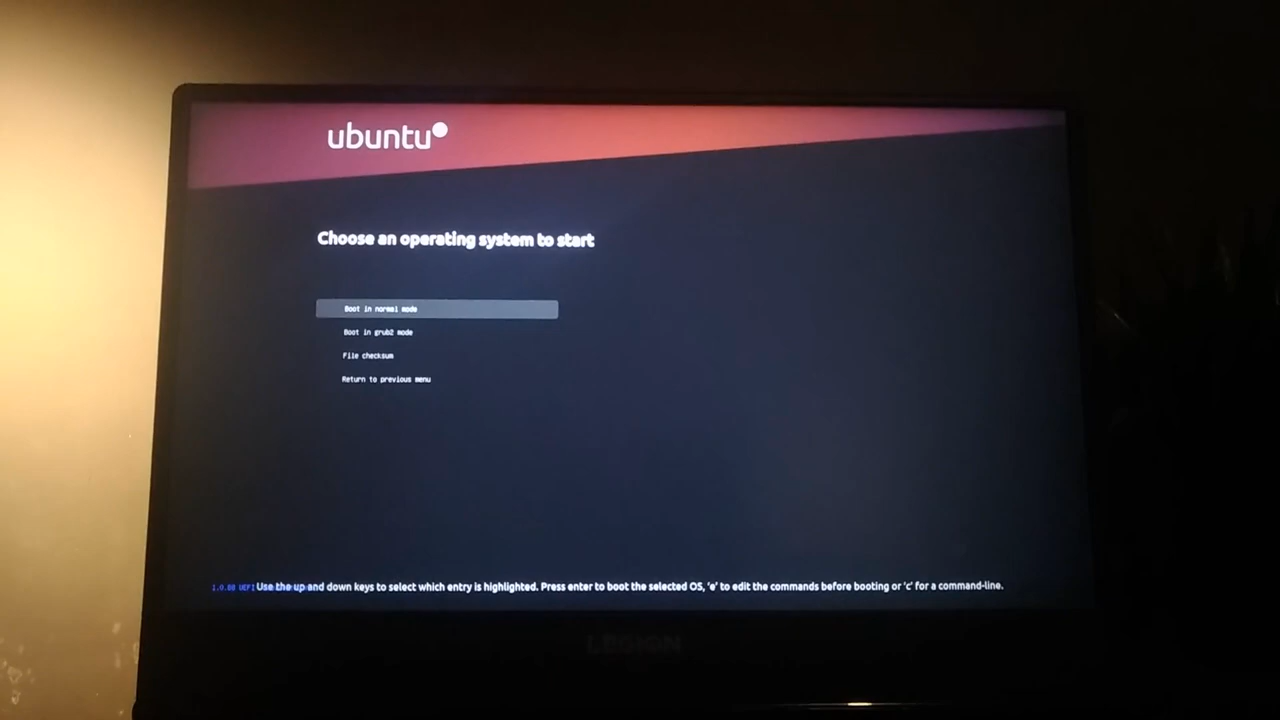 ubuntu
Choose an operating system to start
Boot in normal mode
Boot in grub2 mode
File checksum
Return to previous menu
UEFI Use the up and down keys to select which entry is highlighted. Press enter to boot the selected OS, 'e' to edit the commands before booting or 'c' for a command-line.
LEGION